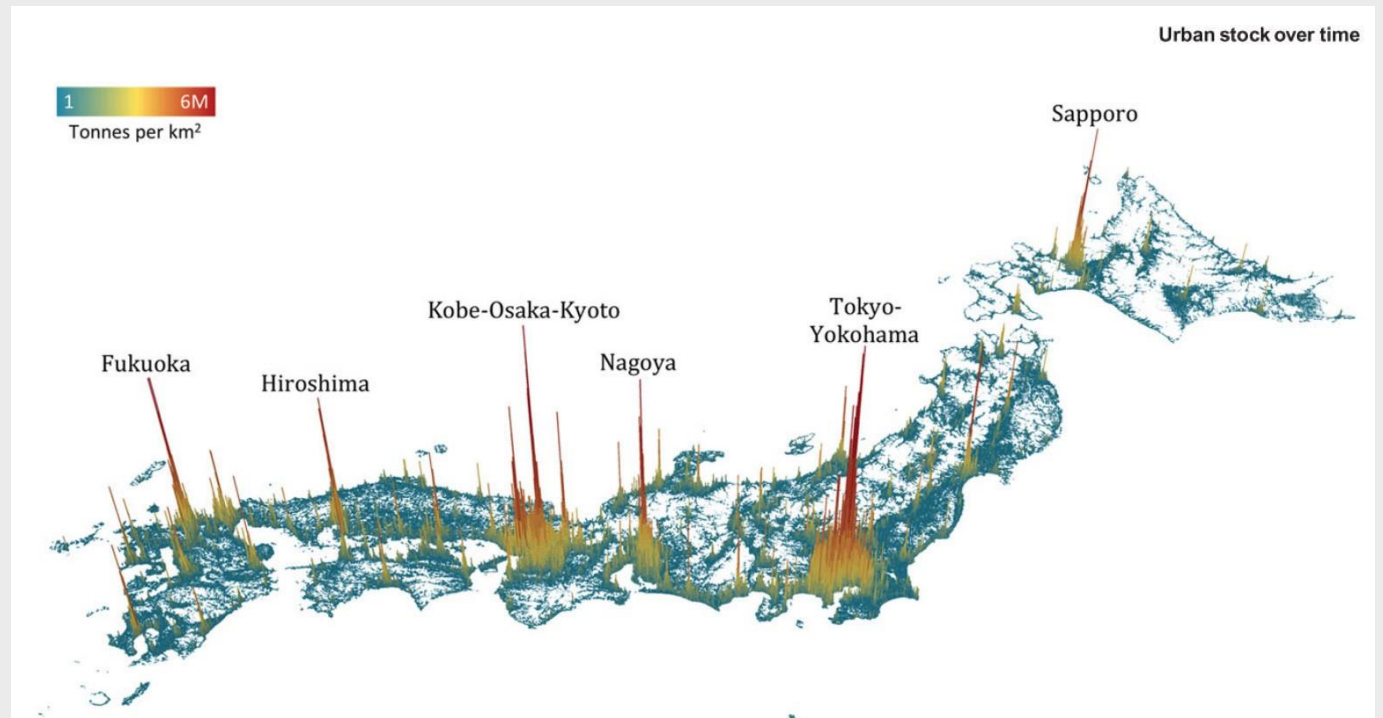 Urban stock over time
1 6M
Tonnes per km²
Sapporo
Kobe-Osaka-Kyoto
Tokyo-
Yokohama
Fukuoka
Hiroshima
Nagoya